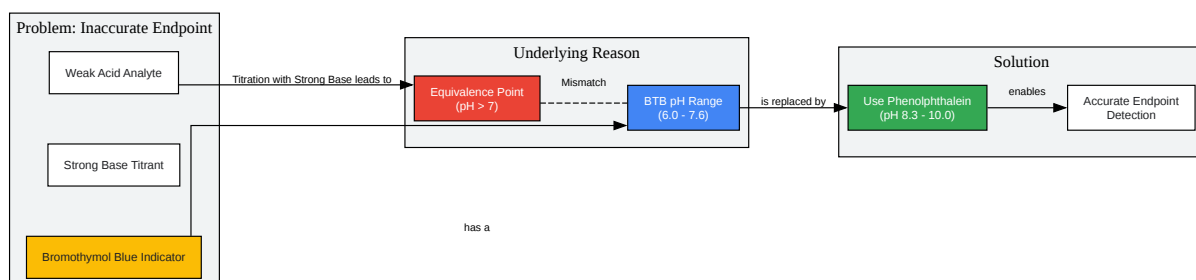 Problem: Inaccurate Endpoint
Weak Acid Analyte
Strong Base Titrant
Bromothymol Blue Indicator
Titration with Strong Base leads to
has a
Underlying Reason
Equivalence Point
(pH > 7)
Mismatch
BTB pH Range
(6.0 - 7.6)
is replaced by
Solution
Use Phenolphthalein
(pH 8.3 - 10.0)
enables
Accurate Endpoint
Detection